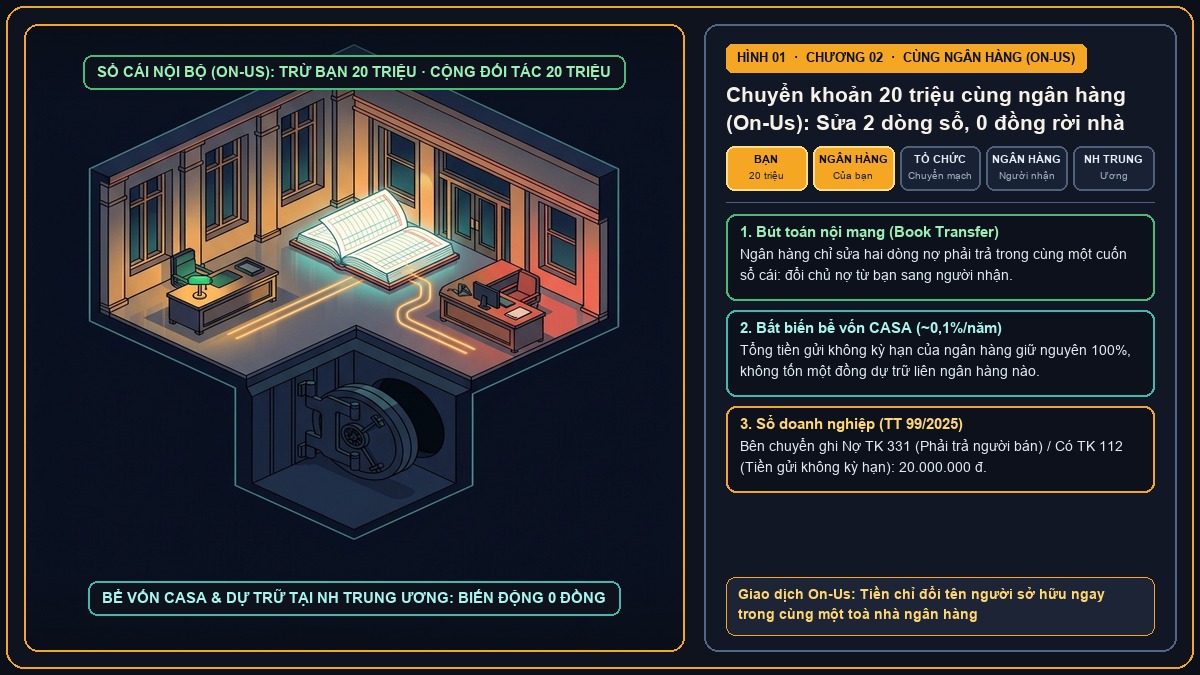 SỔ CÁI NỘI BỘ (ON-US): TRỪ BẠN 20 TRIỆU · CỘNG ĐỐI TÁC 20 TRIỆU
BỂ VỐN CASA & DỰ TRỮ TẠI NH TRUNG ƯƠNG: BIẾN ĐỘNG 0 ĐỒNG
HÌNH 01 · CHƯƠNG 02 · CÙNG NGÂN HÀNG (ON-US)
Chuyển khoản 20 triệu cùng ngân hàng
(On-Us): Sửa 2 dòng sổ, 0 đồng rời nhà
BẠN
20 triệu
NGÂN HÀNG
Của bạn
TỔ CHỨC
Chuyển mạch
NGÂN HÀNG
Người nhận
NH TRUNG
Ương
1. Bút toán nội mạng (Book Transfer)
Ngân hàng chỉ sửa hai dòng nợ phải trả trong cùng một cuốn
sổ cái: đổi chủ nợ từ bạn sang người nhận.
2. Bất biến bể vốn CASA (~0,1%/năm)
Tổng tiền gửi không kỳ hạn của ngân hàng giữ nguyên 100%,
không tốn một đồng dự trữ liên ngân hàng nào.
3. Sổ doanh nghiệp (TT 99/2025)
Bên chuyển ghi Nợ TK 331 (Phải trả người bán) / Có TK 112
(Tiền gửi không kỳ hạn): 20.000.000 đ.
Giao dịch On-Us: Tiền chỉ đổi tên người sở hữu ngay
trong cùng một toà nhà ngân hàng